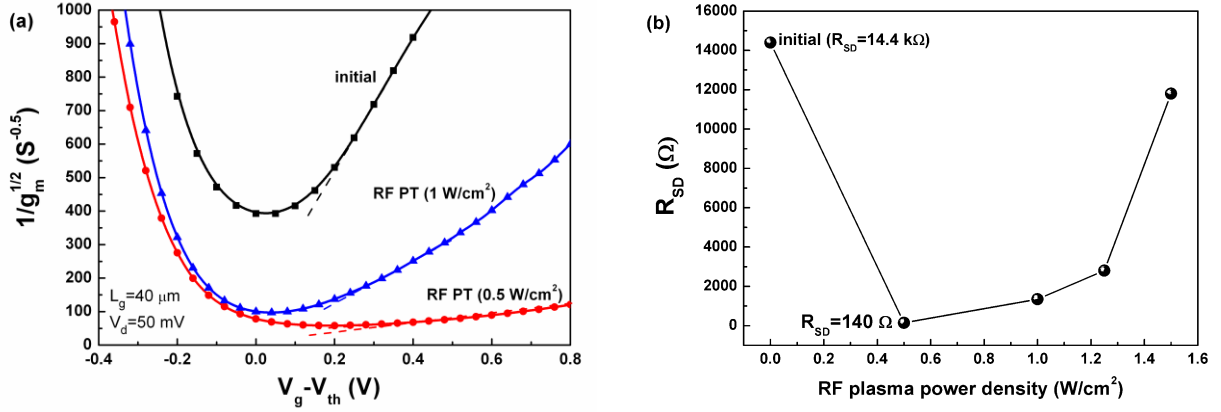 (a)
1/g_m^1/2 (S^-0.5)
1000
900
800
700
600
500
400
300
200
100
0
initial
RF PT (1 W/cm²)
RF PT (0.5 W/cm²)
L_g=40 μm
V_d=50 mV
-0.4 -0.2 0.0 0.2 0.4 0.6 0.8
V_g-V_th (V)
(b)
R_SD (Ω)
16000
14000
12000
10000
8000
6000
4000
2000
0
initial (R_SD=14.4 kΩ)
R_SD=140 Ω
0.0 0.2 0.4 0.6 0.8 1.0 1.2 1.4 1.6
RF plasma power density (W/cm²)